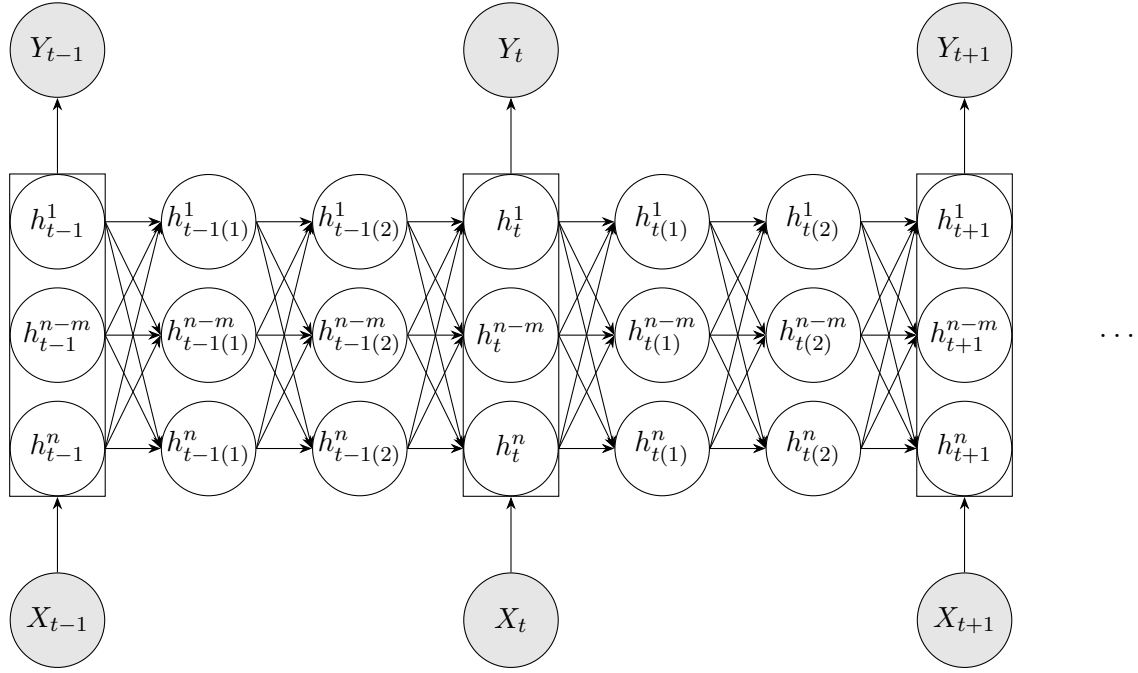 $Y_{t-1}$ $Y_t$ $Y_{t+1}$
$h^1_{t-1}$ $h^1_{t-1(1)}$ $h^1_{t-1(2)}$ $h^1_t$ $h^1_{t(1)}$ $h^1_{t(2)}$ $h^1_{t+1}$
$h^{n-m}_{t-1}$ $h^{n-m}_{t-1(1)}$ $h^{n-m}_{t-1(2)}$ $h^{n-m}_t$ $h^{n-m}_{t(1)}$ $h^{n-m}_{t(2)}$ $h^{n-m}_{t+1}$ …
$h^n_{t-1}$ $h^n_{t-1(1)}$ $h^n_{t-1(2)}$ $h^n_t$ $h^n_{t(1)}$ $h^n_{t(2)}$ $h^n_{t+1}$
$X_{t-1}$ $X_t$ $X_{t+1}$